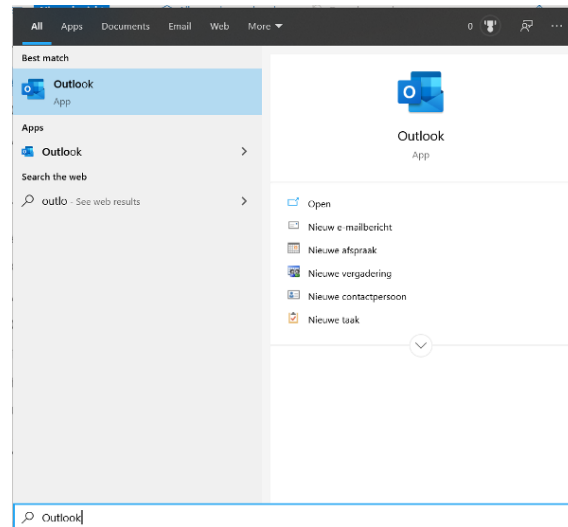 All Apps Documents Email Web More 0 ...
Best match
Outlook
App
Apps
Outlook
Search the web
outlo - See web results
Outlook
App
Open
Nieuw e-mailbericht
Nieuwe afspraak
Nieuwe vergadering
Nieuwe contactpersoon
Nieuwe taak
Outlook